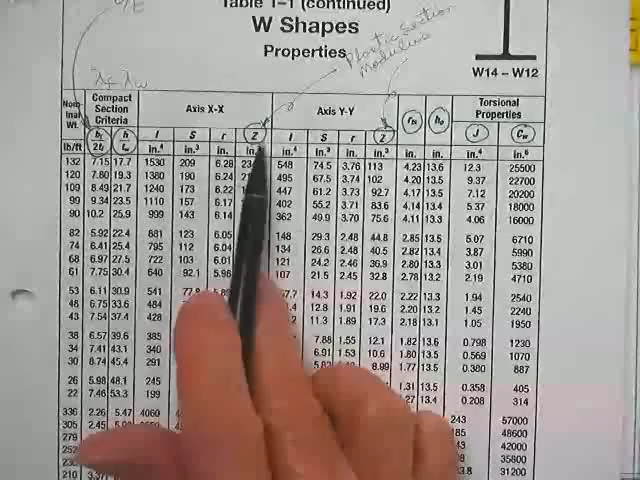 Table 1–1 (continued)
W Shapes
Properties
W14 – W12
λf λw
Plastic Section
Modulus
Nom-inal Wt. Compact Section Criteria Axis X-X Axis Y-Y rts ho Torsional Properties
bf/2tf h/tw I S r Z I S r Z J Cw
lb/ft in.⁴ in.³ in. in.³ in.⁴ in.³ in. in.³ in. in. in.⁴ in.⁶
132 7.15 17.7 1530 209 6.28 548 74.5 3.76 113 4.23 13.6 12.3 25500
120 7.80 19.3 1380 190 6.24 495 67.5 3.74 102 4.20 13.5 9.37 22700
109 8.49 21.7 1240 173 6.22 447 61.2 3.73 92.7 4.17 13.5 7.12 20200
99 9.34 23.5 1110 157 6.17 402 55.2 3.71 83.6 4.14 13.4 5.37 18000
90 10.2 25.9 999 143 6.14 362 49.9 3.70 75.6 4.11 13.3 4.06 16000
82 5.92 22.4 881 123 6.05 148 29.3 2.48 44.8 2.85 13.5 5.07 6710
74 6.41 25.4 795 112 6.04 134 26.6 2.48 40.5 2.82 13.4 3.87 5990
68 6.97 27.5 722 103 6.01 121 24.2 2.46 36.9 2.80 13.3 3.01 5380
61 7.75 30.4 640 92.1 5.98 107 21.5 2.45 32.8 2.78 13.2 2.19 4710
53 6.11 30.9 541 14.3 1.92 22.0 2.22 13.3 1.94 2540
48 6.75 33.6 484 12.8 1.91 19.6 2.20 13.2 1.45 2240
43 7.54 37.4 428 11.3 1.89 17.3 2.18 13.1 1.05 1950
38 6.57 39.6 385 7.88 1.55 12.1 1.82 13.6 0.798 1230
34 7.41 43.1 340 6.91 1.53 10.6 1.80 13.5 0.569 1070
30 8.74 45.4 291 8.99 1.77 13.5 0.380 887
26 5.98 48.1 245 1.31 13.5 0.358 405
22 7.46 53.3 199 13.4 0.208 314
336 2.26 5.47 4060 243 57000
305 2.45 48600
279 42000
252 35800
31200
210